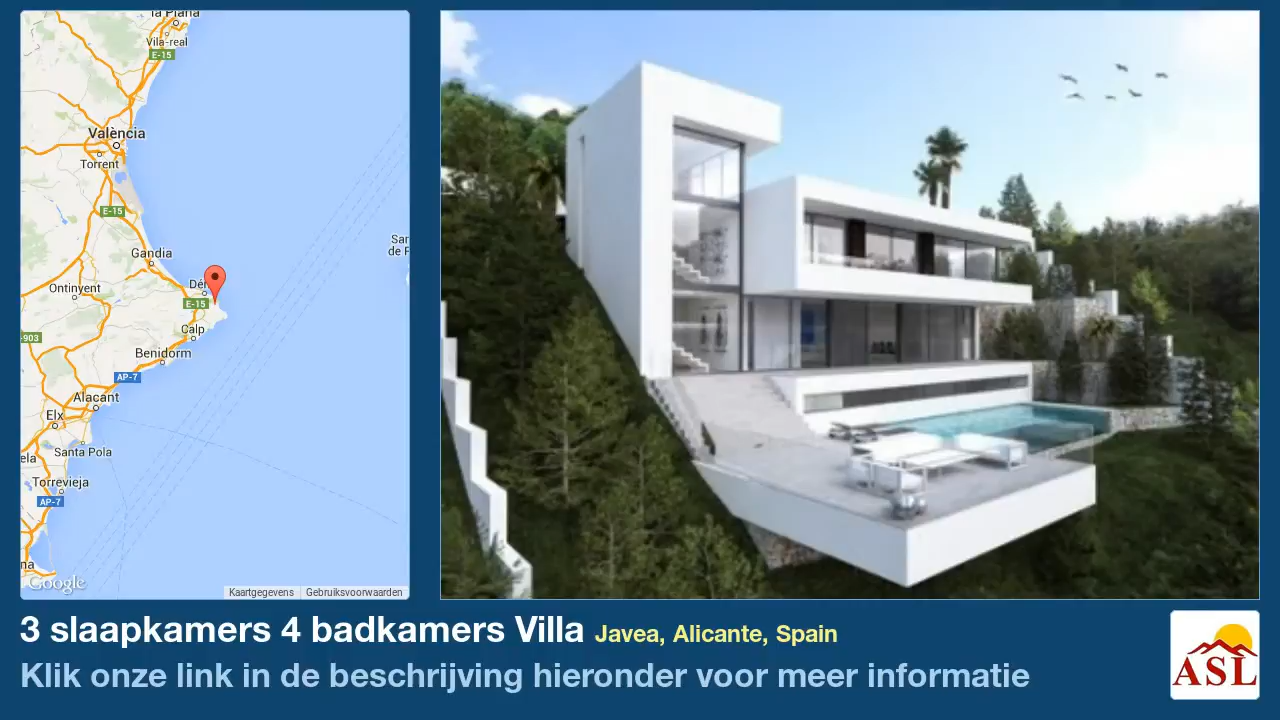 la Plana
Vila-real
E-15
València
Torrent
E-15
Gandia
Ontinyent
Dé
E-15
Calp
Benidorm
AP-7
Alacant
Elx
Santa Pola
Torrevieja
AP-7
Google
Kaartgegevens
Gebruiksvoorwaarden
3 slaapkamers 4 badkamers Villa Javea, Alicante, Spain
Klik onze link in de beschrijving hieronder voor meer informatie
ASL